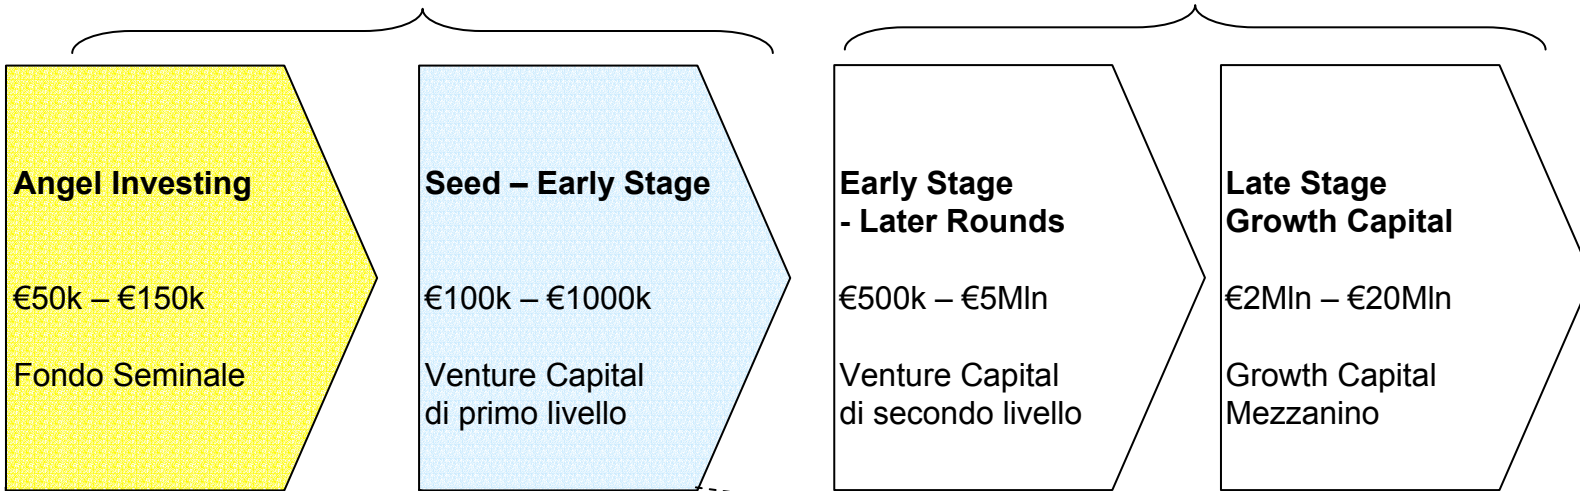 Angel Investing
€50k – €150k
Fondo Seminale
Seed – Early Stage
€100k – €1000k
Venture Capital
di primo livello
Early Stage
- Later Rounds
€500k – €5Mln
Venture Capital
di secondo livello
Late Stage
Growth Capital
€2Mln – €20Mln
Growth Capital
Mezzanino